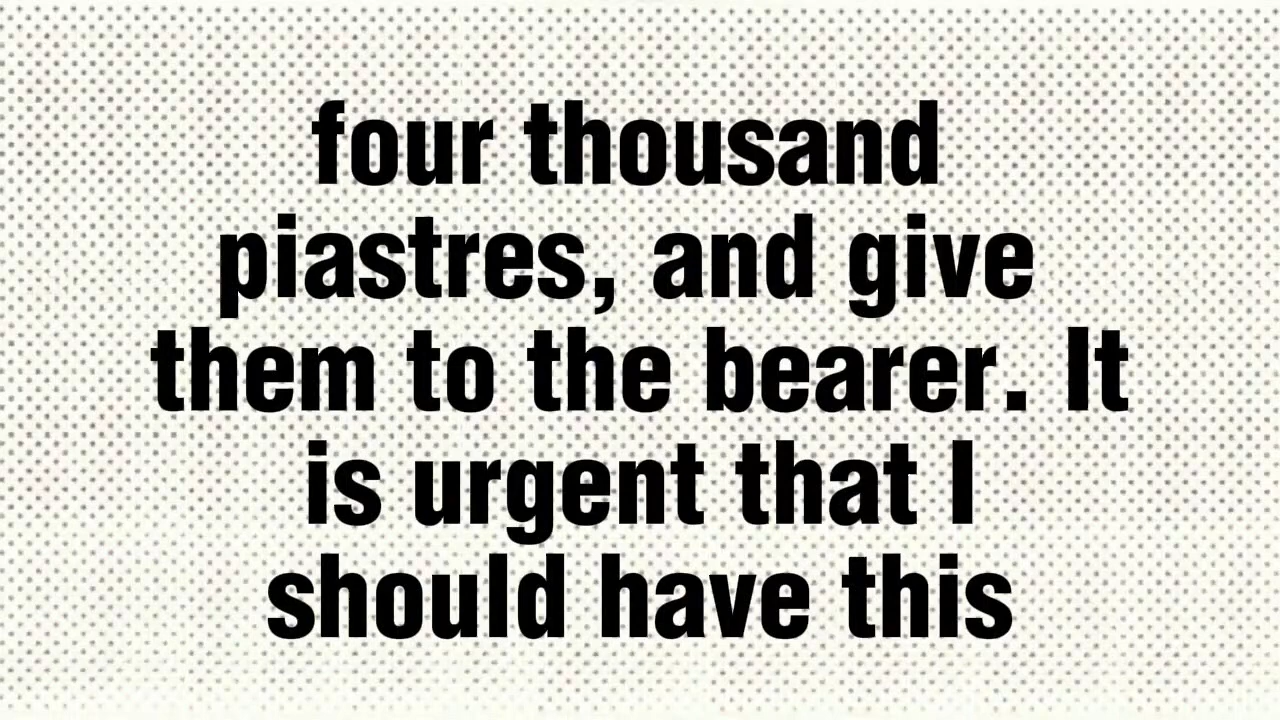 four thousand
piastres, and give
them to the bearer. It
is urgent that I
should have this